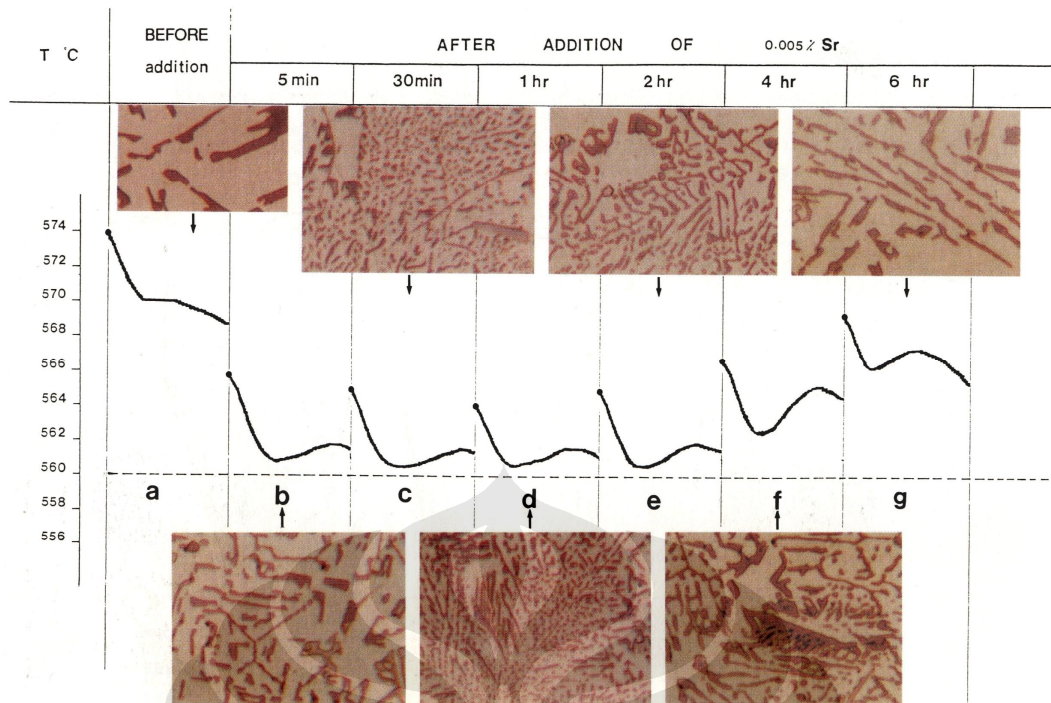 T °C
BEFORE
addition
AFTER ADDITION OF 0.005% Sr
5 min
30min
1 hr
2 hr
4 hr
6 hr
574
572
570
568
566
564
562
560
558
556
a
b
c
d
e
f
g